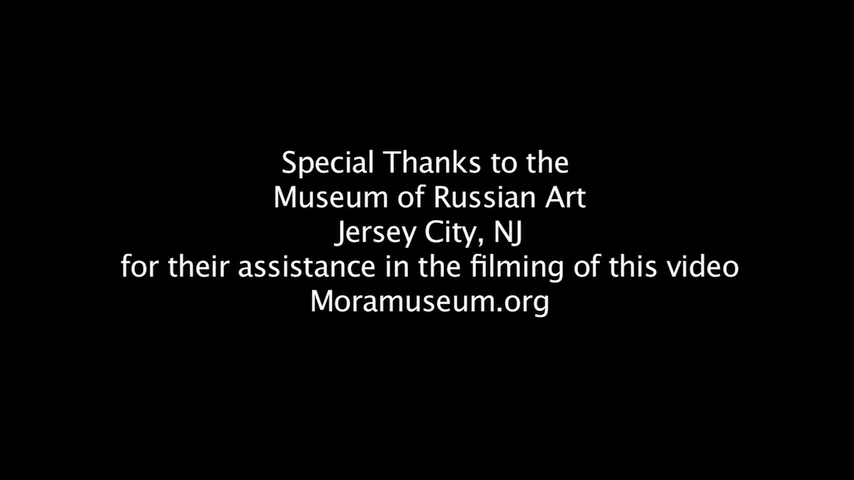 Special Thanks to the
Museum of Russian Art
Jersey City, NJ
for their assistance in the filming of this video
Moramuseum.org